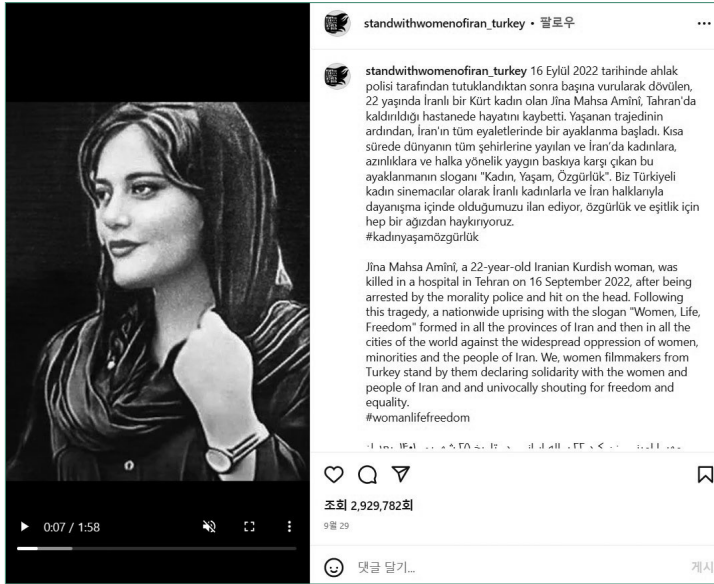 standwithwomenofiran_turkey • 팔로우
standwithwomenofiran_turkey 16 Eylül 2022 tarihinde ahlak
polisi tarafından tutuklandıktan sonra başına vurularak dövülen,
22 yaşında İranlı bir Kürt kadın olan Jîna Mahsa Amînî, Tahran'da
kaldırıldığı hastanede hayatını kaybetti. Yaşanan trajedinin
ardından, İran'ın tüm eyaletlerinde bir ayaklanma başladı. Kısa
sürede dünyanın tüm şehirlerine yayılan ve İran'da kadınlara,
azınlıklara ve halka yönelik yaygın baskıya karşı çıkan bu
ayaklanmanın sloganı "Kadın, Yaşam, Özgürlük". Biz Türkiyeli
kadın sinemacılar olarak İranlı kadınlarla ve İran halklarıyla
dayanışma içinde olduğumuzu ilan ediyor, özgürlük ve eşitlik için
hep bir ağızdan haykırıyoruz.
#kadınyaşamözgürlük
Jîna Mahsa Amînî, a 22-year-old Iranian Kurdish woman, was
killed in a hospital in Tehran on 16 September 2022, after being
arrested by the morality police and hit on the head. Following
this tragedy, a nationwide uprising with the slogan "Women, Life,
Freedom" formed in all the provinces of Iran and then in all the
cities of the world against the widespread oppression of women,
minorities and the people of Iran. We, women filmmakers from
Turkey stand by them declaring solidarity with the women and
people of Iran and and univocally shouting for freedom and
equality.
#womanlifefreedom
조회 2,929,782회
9월 29
댓글 달기...
게시
0:07 / 1:58